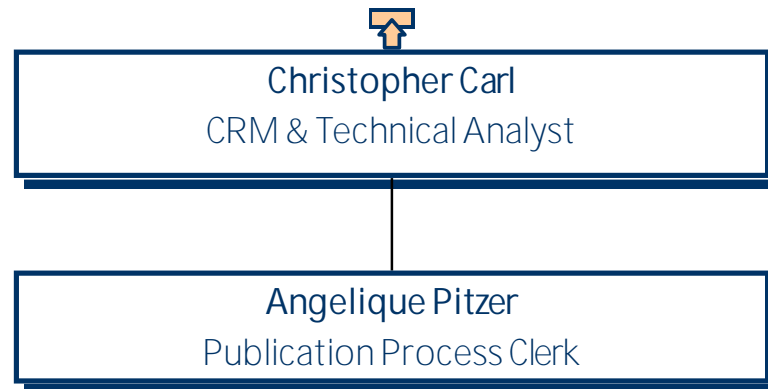 Christopher Carl
CRM & Technical Analyst
Angelique Pitzer
Publication Process Clerk